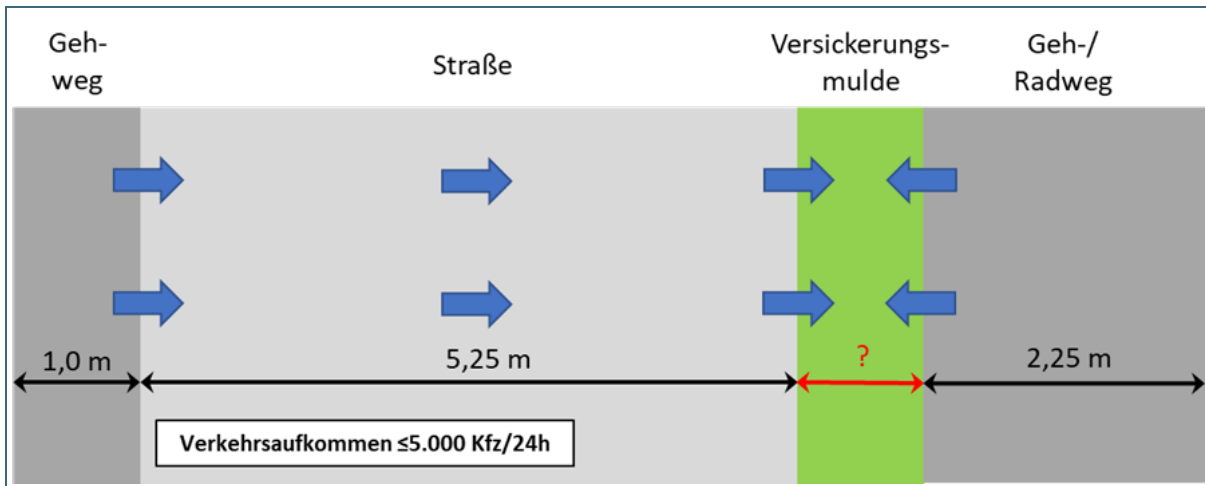 Geh-
weg
Straße
Versickerungs-
mulde
Geh-/
Radweg
1,0 m
5,25 m
?
2,25 m
Verkehrsaufkommen ≤5.000 Kfz/24h